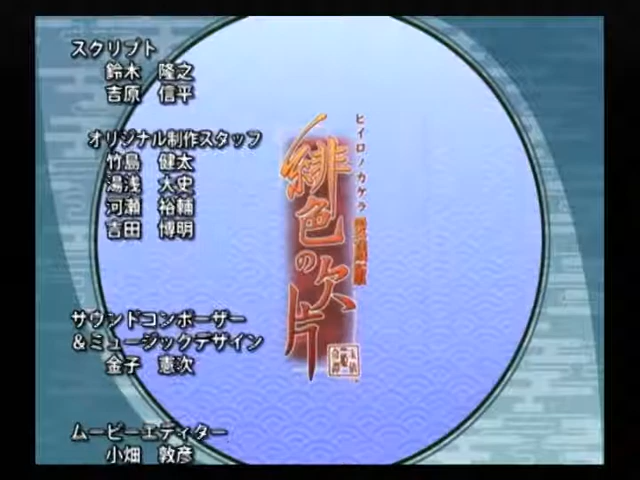 スクリプト
鈴木　隆之
吉原　信平
オリジナル制作スタッフ
竹島　健太
湯浅　大史
河瀬　裕輔
吉田　博明
サウンドコンポーザー
＆ミュージックデザイン
金子　憲次
ムービーエディター
小畑　敦彦
ヒイロノカケラ
緋色の欠片